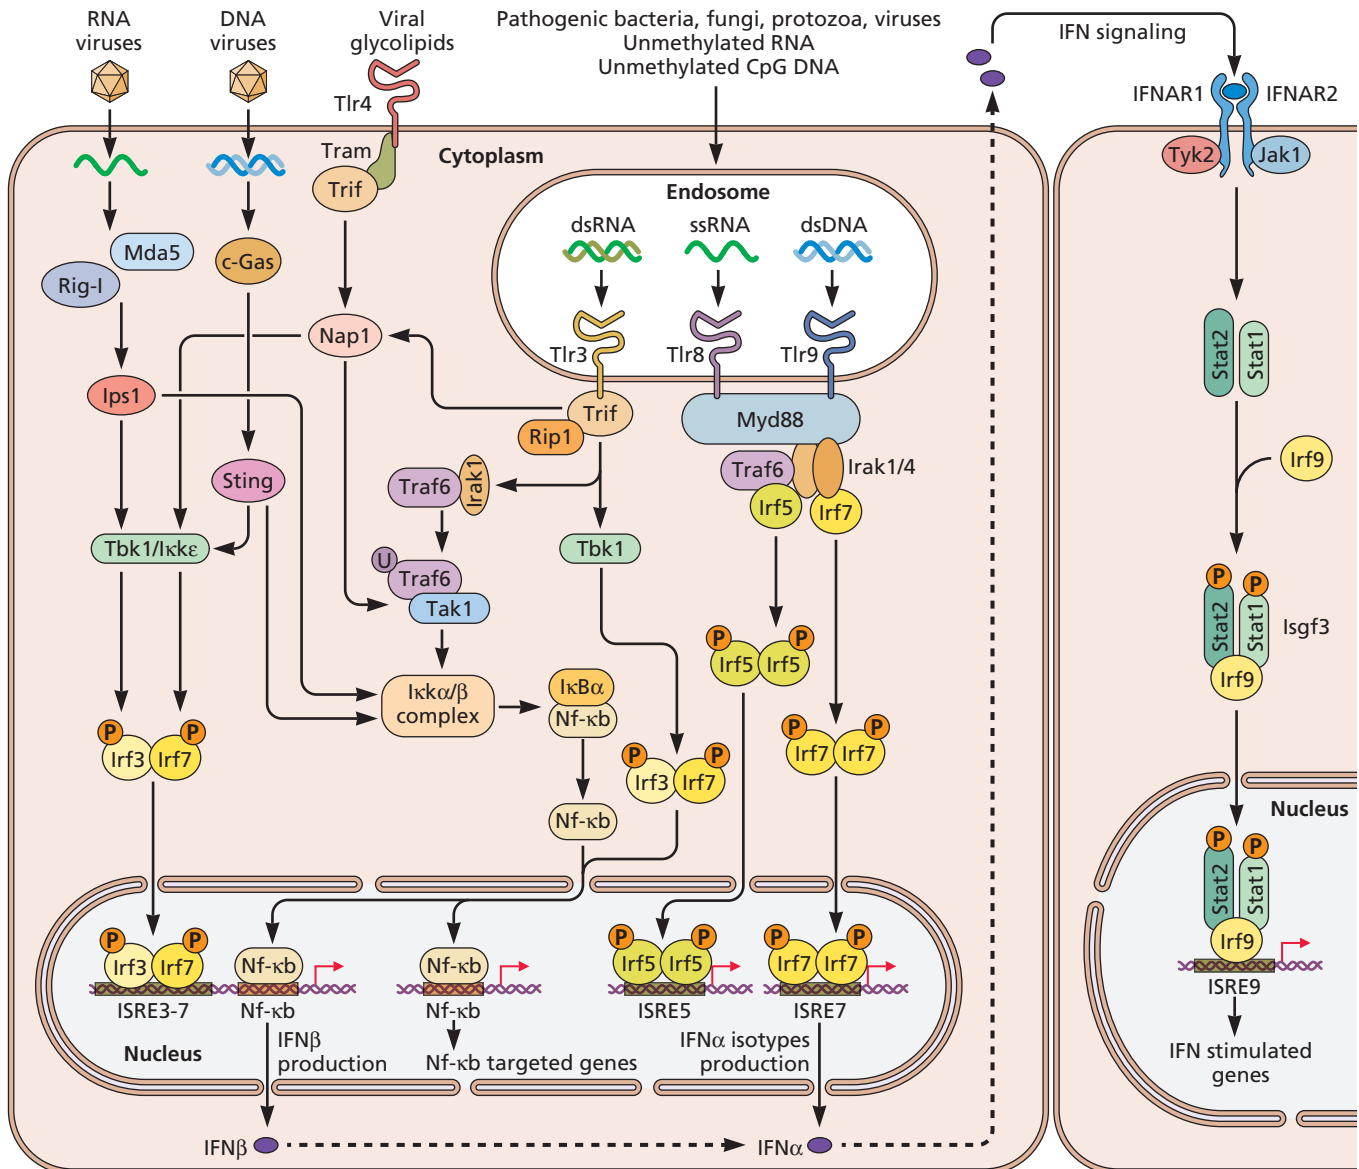 RNA
viruses
DNA
viruses
Viral
glycolipids
Pathogenic bacteria, fungi, protozoa, viruses
Unmethylated RNA
Unmethylated CpG DNA
IFN signaling
Tlr4
IFNAR1
IFNAR2
Tram
Cytoplasm
Tyk2
Jak1
Trif
Endosome
dsRNA
ssRNA
dsDNA
Mda5
c-Gas
Rig-I
Nap1
Tlr3
Tlr8
Tlr9
Stat2
Stat1
Ips1
Trif
Myd88
Rip1
Sting
Traf6
Irak1
Traf6
Irak1/4
Irf9
Irf5
Irf7
Tbk1/Iκkε
Tbk1
U
Traf6
Tak1
P
P
Stat2
Stat1
Isgf3
Irf9
P
P
Irf5
Irf5
Iκkα/β
complex
IκBα
Nf-κb
P
P
Irf3
Irf7
P
P
Irf7
Irf7
P
P
Irf3
Irf7
Nf-κb
Nucleus
P
P
Stat2
Stat1
Irf9
ISRE9
IFN stimulated
genes
P
P
Irf3
Irf7
Nf-κb
Nf-κb
P
P
Irf5
Irf5
P
P
Irf7
Irf7
ISRE3-7
Nf-κb
Nf-κb
ISRE5
ISRE7
Nucleus
IFNβ
production
Nf-κb targeted genes
IFNα isotypes
production
IFNβ
IFNα